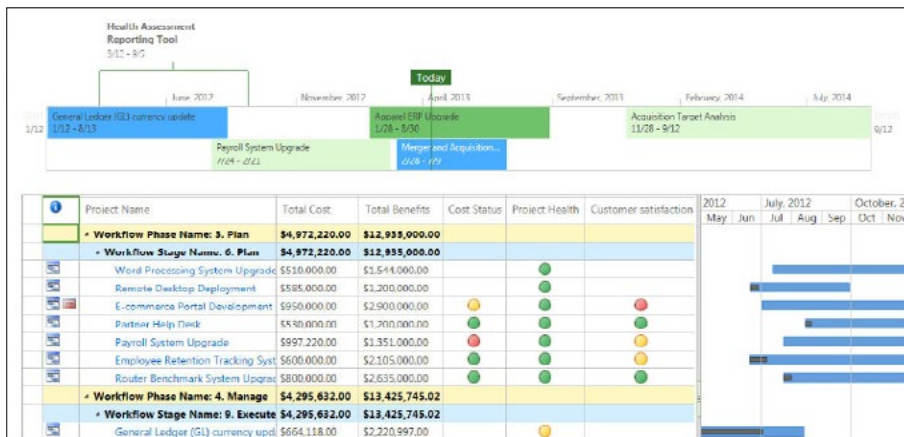 Health Assessment
Reporting Tool
3/12 - 9/5
Today
June, 2012 November, 2012 April, 2013 September, 2013 February, 2014 July, 2014
1/12
General Ledger (GL) currency update
1/12 - 8/13
Apparel ERP Upgrade
1/28 - 8/30
Acquisition Target Analysis
11/28 - 9/12
9/12
Payroll System Upgrade
7/24 - 2/21
Merger and Acquisition...
2/28 - 7/9
Project Name Total Cost Total Benefits Cost Status Project Health Customer satisfaction 2012 July, 2012 October, 2
May Jun Jul Aug Sep Oct Nov
Workflow Phase Name: 3. Plan $4,972,220.00 $12,935,000.00
Workflow Stage Name: 6. Plan $4,972,220.00 $12,935,000.00
Word Processing System Upgrade $510,000.00 $1,544,000.00
Remote Desktop Deployment $585,000.00 $1,200,000.00
E-commerce Portal Development $950,000.00 $2,900,000.00
Partner Help Desk $530,000.00 $1,200,000.00
Payroll System Upgrade $997,220.00 $1,351,000.00
Employee Retention Tracking Syst $600,000.00 $2,105,000.00
Router Benchmark System Upgrad $800,000.00 $2,635,000.00
Workflow Phase Name: 4. Manage $4,295,632.00 $13,425,745.02
Workflow Stage Name: 9. Execute $4,295,632.00 $13,425,745.02
General Ledger (GL) currency upd $664,118.00 $2,220,997.00